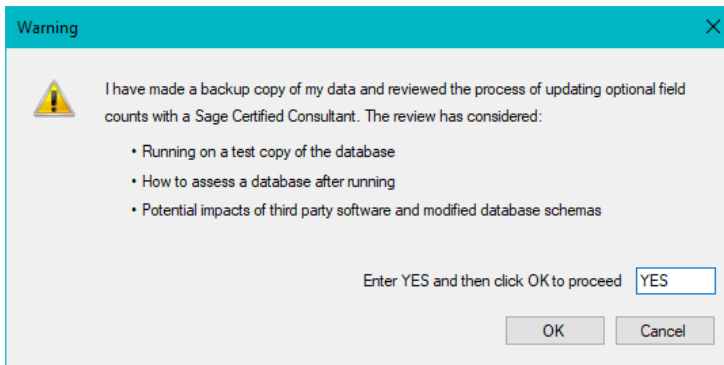 Warning
I have made a backup copy of my data and reviewed the process of updating optional field
counts with a Sage Certified Consultant. The review has considered:
• Running on a test copy of the database
• How to assess a database after running
• Potential impacts of third party software and modified database schemas
Enter YES and then click OK to proceed YES
OK Cancel